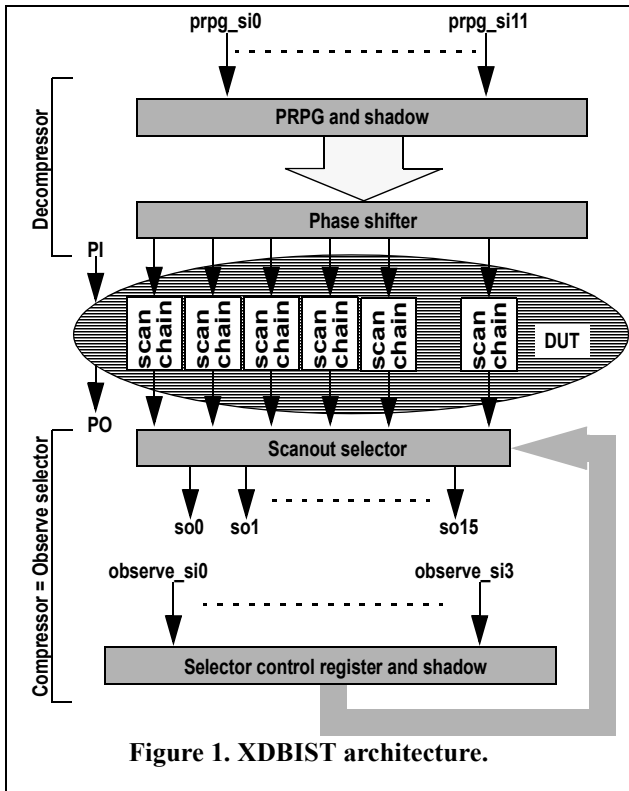 prpg_si0 prpg_si11
PRPG and shadow
Decompressor
Phase shifter
PI
scan chain
scan chain
scan chain
scan chain
scan chain
scan chain
DUT
PO
Scanout selector
so0 so1 so15
Compressor = Observe selector
observe_si0 observe_si3
Selector control register and shadow
Figure 1. XDBIST architecture.